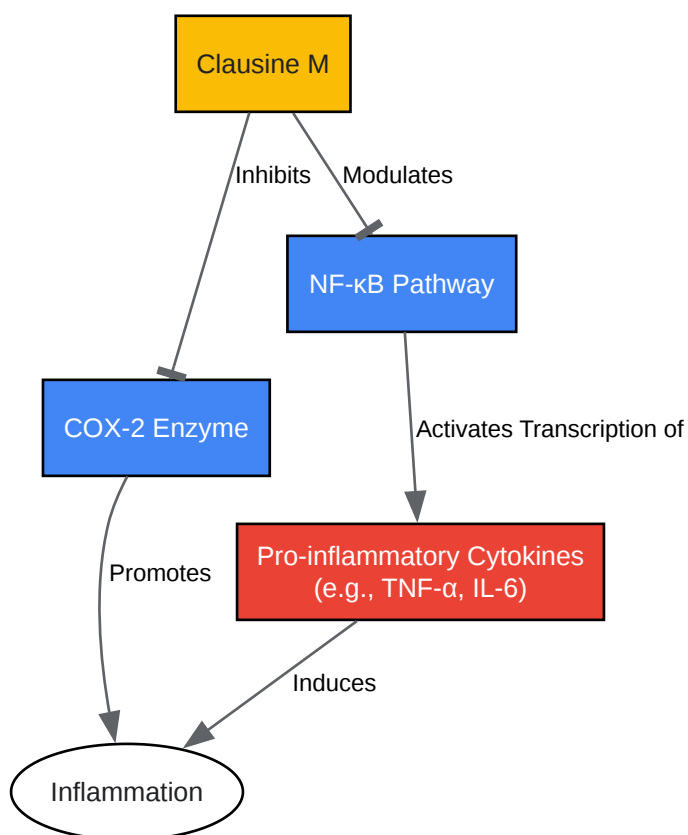 Clausine M
Inhibits
Modulates
NF-κB Pathway
COX-2 Enzyme
Activates Transcription of
Pro-inflammatory Cytokines
(e.g., TNF-α, IL-6)
Promotes
Induces
Inflammation